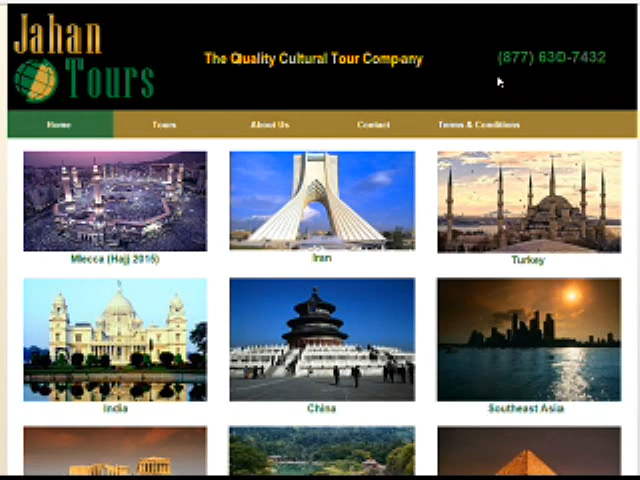 Jahan
Tours
The Quality Cultural Tour Company
(877) 630-7432
Home
Tours
About Us
Contact
Terms & Conditions
Mecca (Hajj 2015)
Iran
Turkey
India
China
Southeast Asia